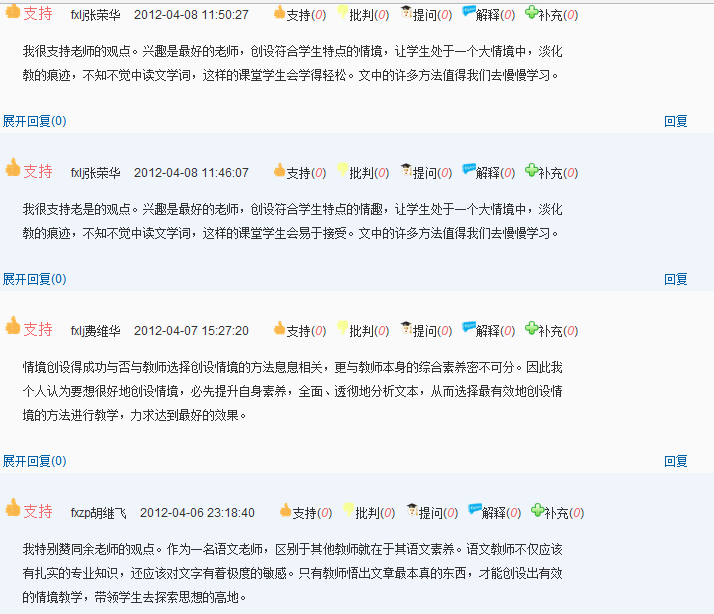 支持 fxlj张荣华 2012-04-08 11:50:27 支持(0) 批判(0) 提问(0) 解释(0) 补充(0)
我很支持老师的观点。兴趣是最好的老师，创设符合学生特点的情境，让学生处于一个大情境中，淡化
教的痕迹，不知不觉中读文学词，这样的课堂学生会学得轻松。文中的许多方法值得我们去慢慢学习。
展开回复(0) 回复
支持 fxlj张荣华 2012-04-08 11:46:07 支持(0) 批判(0) 提问(0) 解释(0) 补充(0)
我很支持老是的观点。兴趣是最好的老师，创设符合学生特点的情趣，让学生处于一个大情境中，淡化
教的痕迹，不知不觉中读文学词，这样的课堂学生会易于接受。文中的许多方法值得我们去慢慢学习。
展开回复(0) 回复
支持 fxlj费维华 2012-04-07 15:27:20 支持(0) 批判(0) 提问(0) 解释(0) 补充(0)
情境创设得成功与否与教师选择创设情境的方法息息相关，更与教师本身的综合素养密不可分。因此我
个人认为要想很好地创设情境，必先提升自身素养，全面、透彻地分析文本，从而选择最有效地创设情
境的方法进行教学，力求达到最好的效果。
展开回复(0) 回复
支持 fxzp胡维飞 2012-04-06 23:18:40 支持(0) 批判(0) 提问(0) 解释(0) 补充(0)
我特别赞同余老师的观点。作为一名语文老师，区别于其他教师就在于其语文素养。语文教师不仅应该
有扎实的专业知识，还应该对文字有着极度的敏感。只有教师悟出文章最本真的东西，才能创设出有效
的情境教学，带领学生去探索思想的高地。